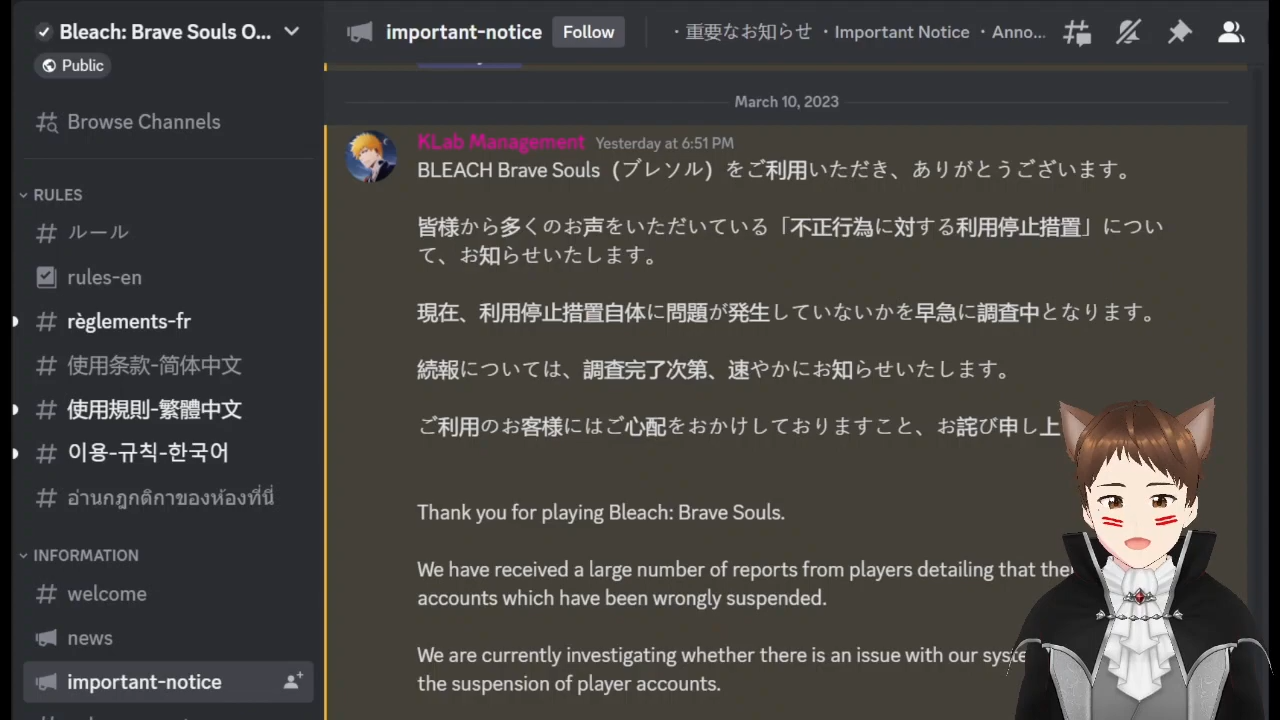 Bleach: Brave Souls O...
Public
Browse Channels
RULES
ルール
rules-en
règlements-fr
使用条款-简体中文
使用規則-繁體中文
이용-규칙-한국어
อ่านกฎกติกาของห้องที่นี่
INFORMATION
welcome
news
important-notice
important-notice
Follow
・重要なお知らせ ・Important Notice ・Anno...
March 10, 2023
KLab Management Yesterday at 6:51 PM
BLEACH Brave Souls（ブレソル）をご利用いただき、ありがとうございます。
皆様から多くのお声をいただいている「不正行為に対する利用停止措置」につい
て、お知らせいたします。
現在、利用停止措置自体に問題が発生していないかを早急に調査中となります。
続報については、調査完了次第、速やかにお知らせいたします。
ご利用のお客様にはご心配をおかけしておりますこと、お詫び申し上
Thank you for playing Bleach: Brave Souls.
We have received a large number of reports from players detailing that
accounts which have been wrongly suspended.
We are currently investigating whether there is an issue with our
the suspension of player accounts.